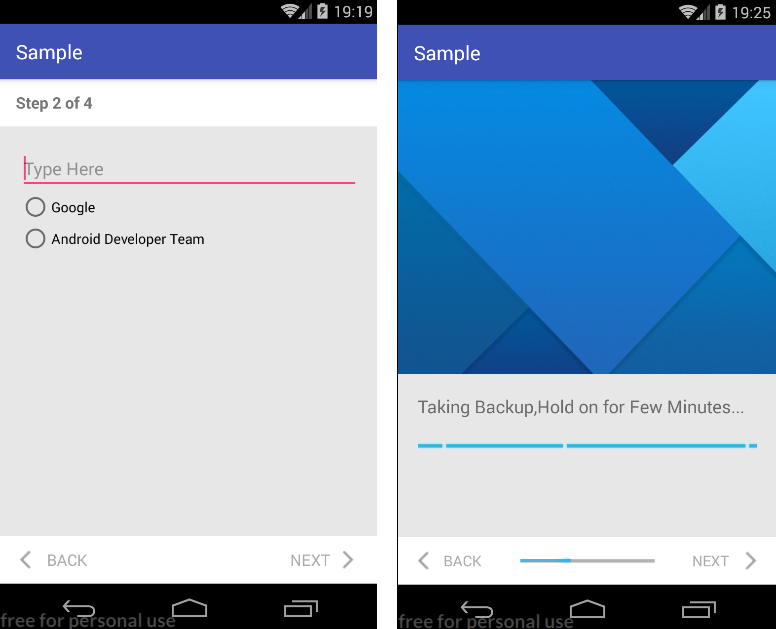 19:19
Sample
Step 2 of 4
Type Here
Google
Android Developer Team
BACK NEXT
free for personal use
19:25
Sample
Taking Backup,Hold on for Few Minutes...
BACK NEXT
free for personal use